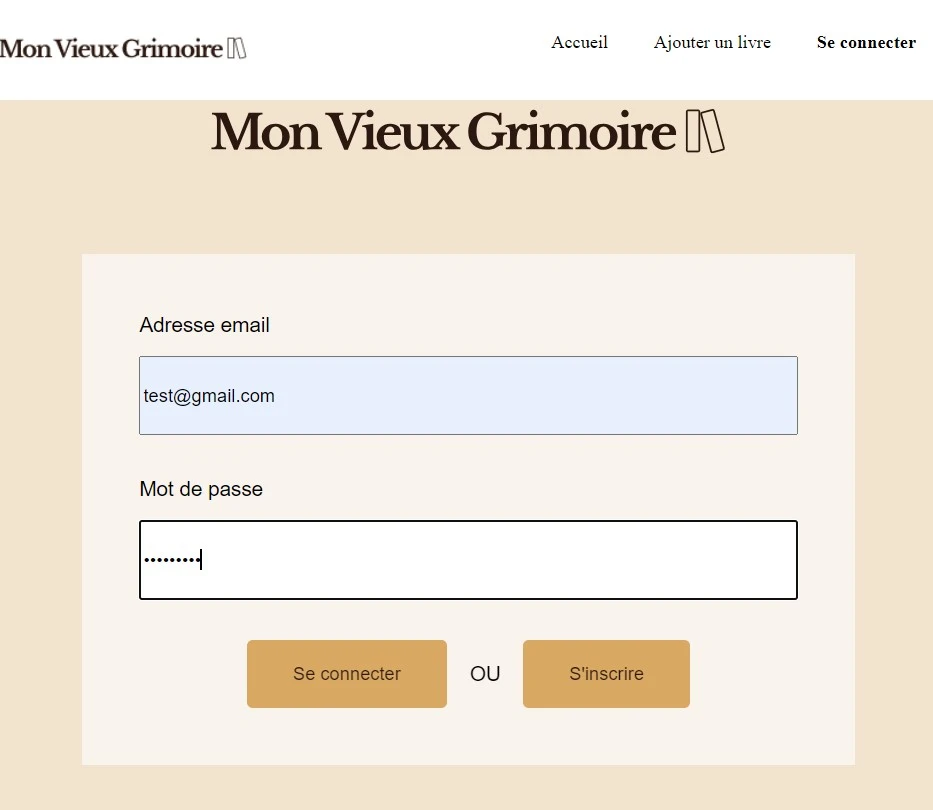 Mon Vieux Grimoire
Accueil
Ajouter un livre
Se connecter
Mon Vieux Grimoire
Adresse email
test@gmail.com
Mot de passe
•••••••••
Se connecter
OU
S'inscrire